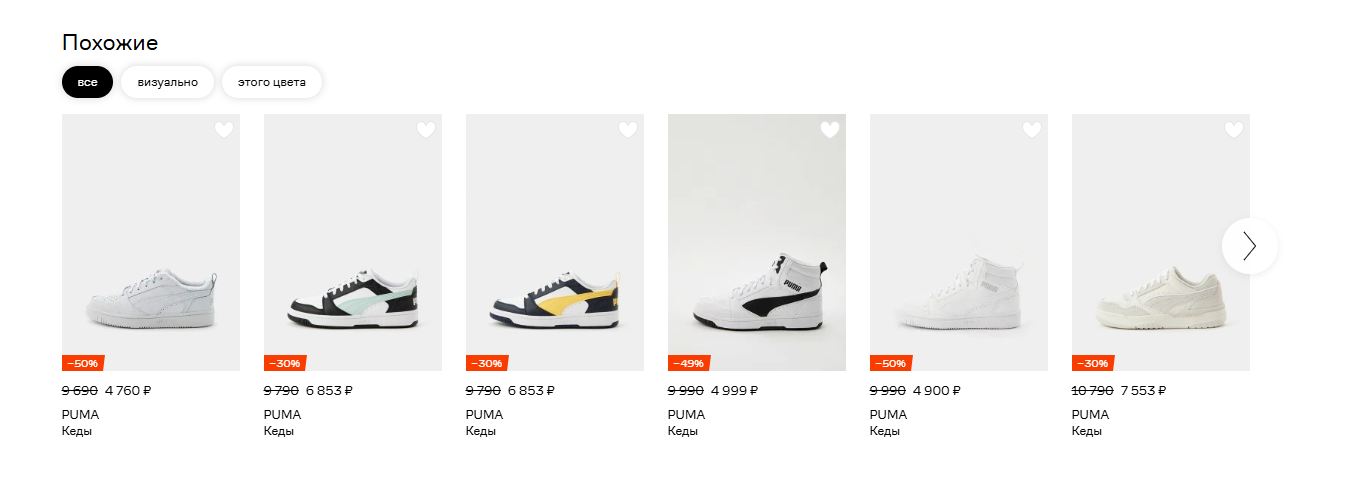 Похожие
все визуально этого цвета
−50% −30% −30% −49% −50% −30%
9 690 4 760 ₽ 9 790 6 853 ₽ 9 790 6 853 ₽ 9 990 4 999 ₽ 9 990 4 900 ₽ 10 790 7 553 ₽
PUMA PUMA PUMA PUMA PUMA PUMA
Кеды Кеды Кеды Кеды Кеды Кеды